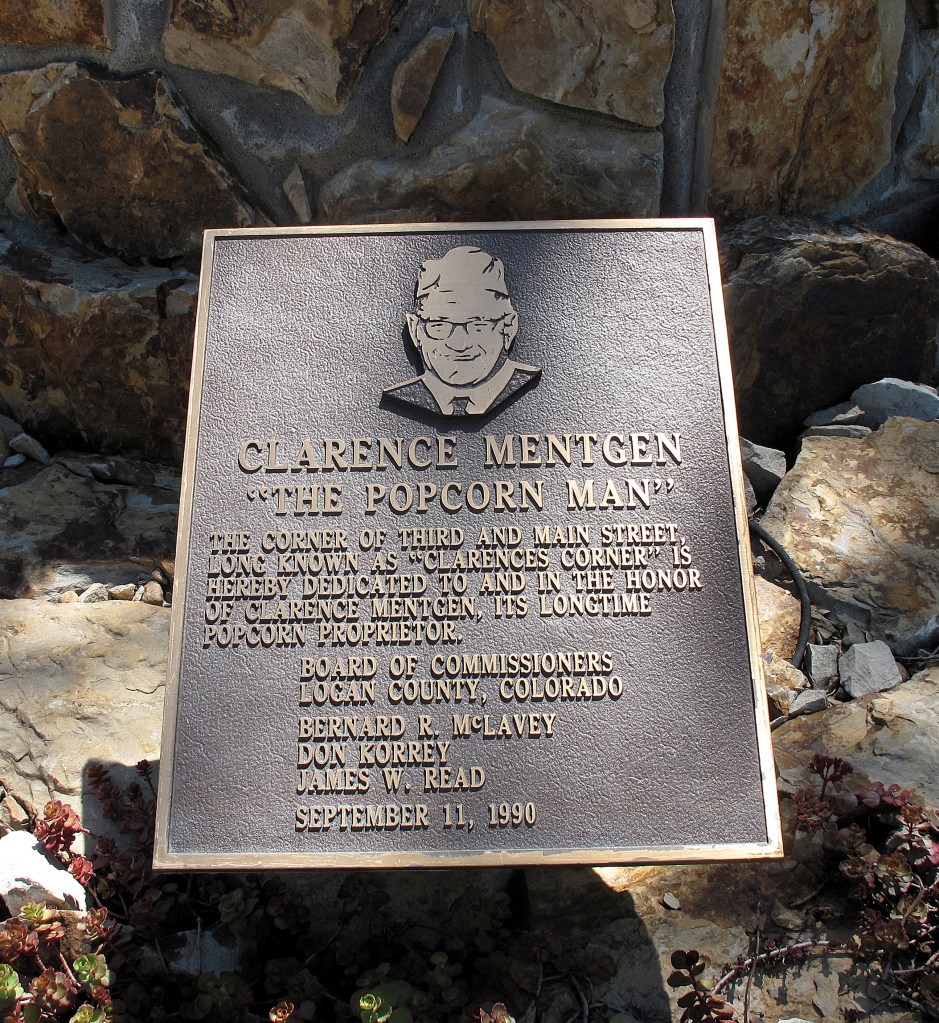 CLARENCE MENTGEN
"THE POPCORN MAN"
THE CORNER OF THIRD AND MAIN STREET,
LONG KNOWN AS "CLARENCES CORNER" IS
HEREBY DEDICATED TO AND IN THE HONOR
OF CLARENCE MENTGEN, ITS LONGTIME
POPCORN PROPRIETOR.
BOARD OF COMMISSIONERS
LOGAN COUNTY, COLORADO
BERNARD R. McLAVEY
DON KORREY
JAMES W. READ
SEPTEMBER 11, 1990